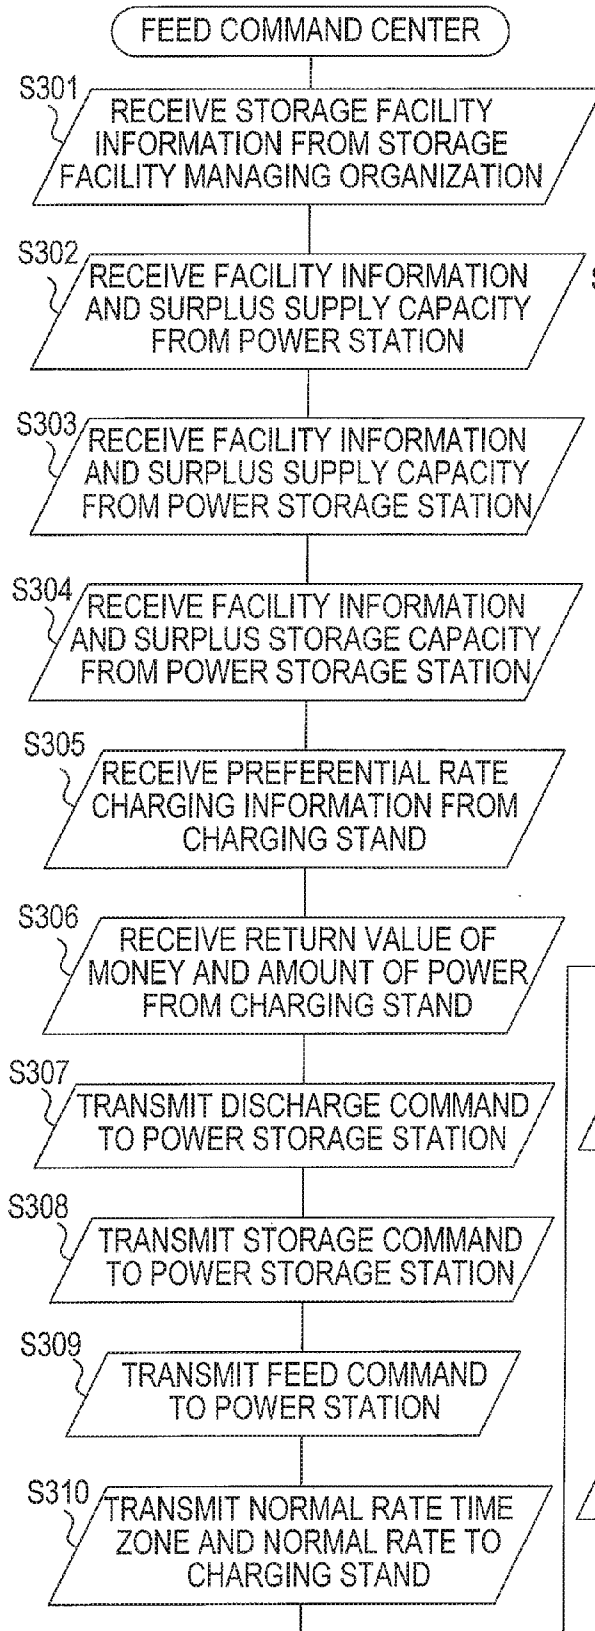 FEED COMMAND CENTER
S301
RECEIVE STORAGE FACILITY
INFORMATION FROM STORAGE
FACILITY MANAGING ORGANIZATION
S302
RECEIVE FACILITY INFORMATION
AND SURPLUS SUPPLY CAPACITY
FROM POWER STATION
S303
RECEIVE FACILITY INFORMATION
AND SURPLUS SUPPLY CAPACITY
FROM POWER STORAGE STATION
S304
RECEIVE FACILITY INFORMATION
AND SURPLUS STORAGE CAPACITY
FROM POWER STORAGE STATION
S305
RECEIVE PREFERENTIAL RATE
CHARGING INFORMATION FROM
CHARGING STAND
S306
RECEIVE RETURN VALUE OF
MONEY AND AMOUNT OF POWER
FROM CHARGING STAND
S307
TRANSMIT DISCHARGE COMMAND
TO POWER STORAGE STATION
S308
TRANSMIT STORAGE COMMAND
TO POWER STORAGE STATION
S309
TRANSMIT FEED COMMAND
TO POWER STATION
S310
TRANSMIT NORMAL RATE TIME
ZONE AND NORMAL RATE TO
CHARGING STAND